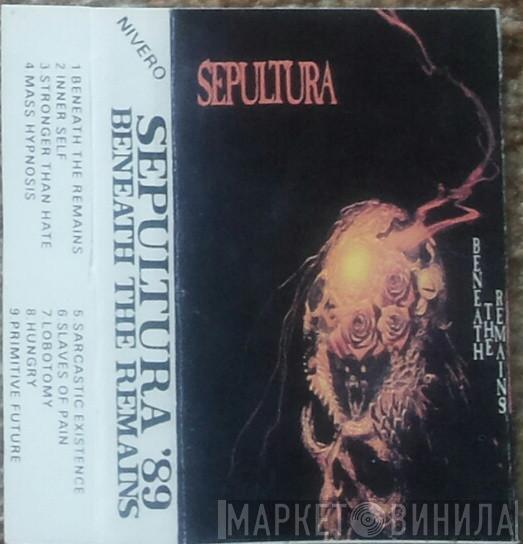 NIVERO
SEPULTURA '89
BENEATH THE REMAINS
1 BENEATH THE REMAINS
2 INNER SELF
3 STRONGER THAN HATE
4 MASS HYPNOSIS
5 SARCASTIC EXISTENCE
6 SLAVES OF PAIN
7 LOBOTOMY
8 HUNGRY
9 PRIMITIVE FUTURE
SEPULTURA
BENEATH
THE
REMAINS
МАРКЕТ ВИНИЛА